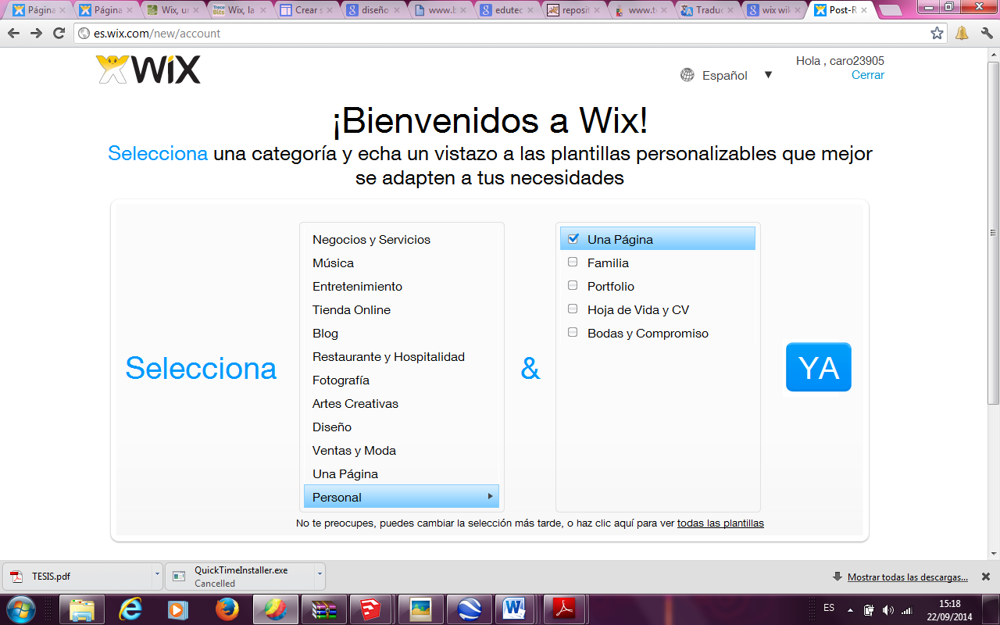 Página
Página
Wix, un
Wix, la
Crear s
diseño
www.b
edutec
reposit
www.t
Traduc
wix wik
Post-R
es.wix.com/new/account
WiX
Hola , caro23905
Español
Cerrar
¡Bienvenidos a Wix!
Selecciona una categoría y echa un vistazo a las plantillas personalizables que mejor
se adapten a tus necesidades
Selecciona
Negocios y Servicios
Música
Entretenimiento
Tienda Online
Blog
Restaurante y Hospitalidad
Fotografía
Artes Creativas
Diseño
Ventas y Moda
Una Página
Personal
&
Una Página
Familia
Portfolio
Hoja de Vida y CV
Bodas y Compromiso
YA
No te preocupes, puedes cambiar la selección más tarde, o haz clic aquí para ver todas las plantillas
TESIS.pdf
QuickTimeInstaller.exe
Cancelled
Mostrar todas las descargas...
ES
15:18
22/09/2014